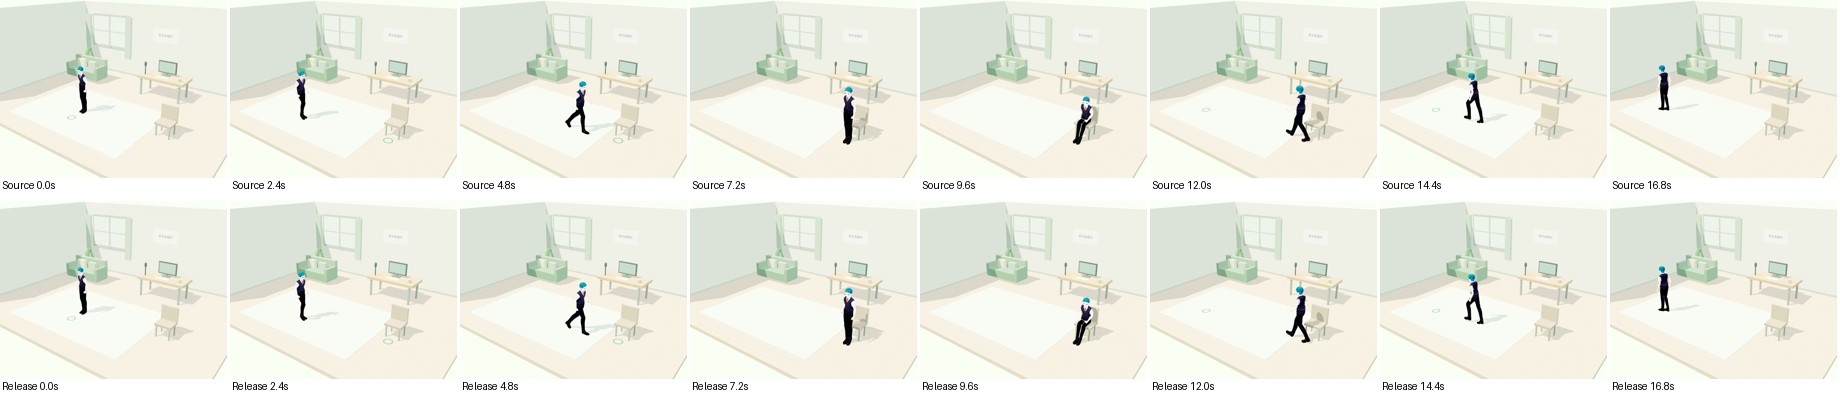 Source 0.0s
Source 2.4s
Source 4.8s
Source 7.2s
Source 9.6s
Source 12.0s
Source 14.4s
Source 16.8s
Release 0.0s
Release 2.4s
Release 4.8s
Release 7.2s
Release 9.6s
Release 12.0s
Release 14.4s
Release 16.8s